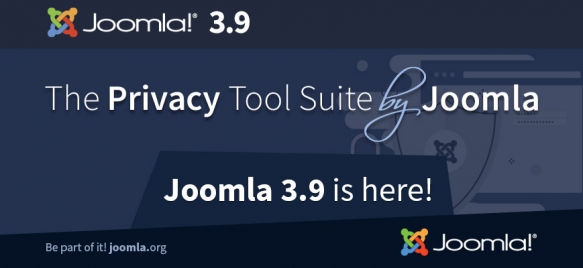 Joomla!® 3.9
The Privacy Tool Suite by Joomla
Joomla 3.9 is here!
Be part of it! joomla.org
Joomla!®